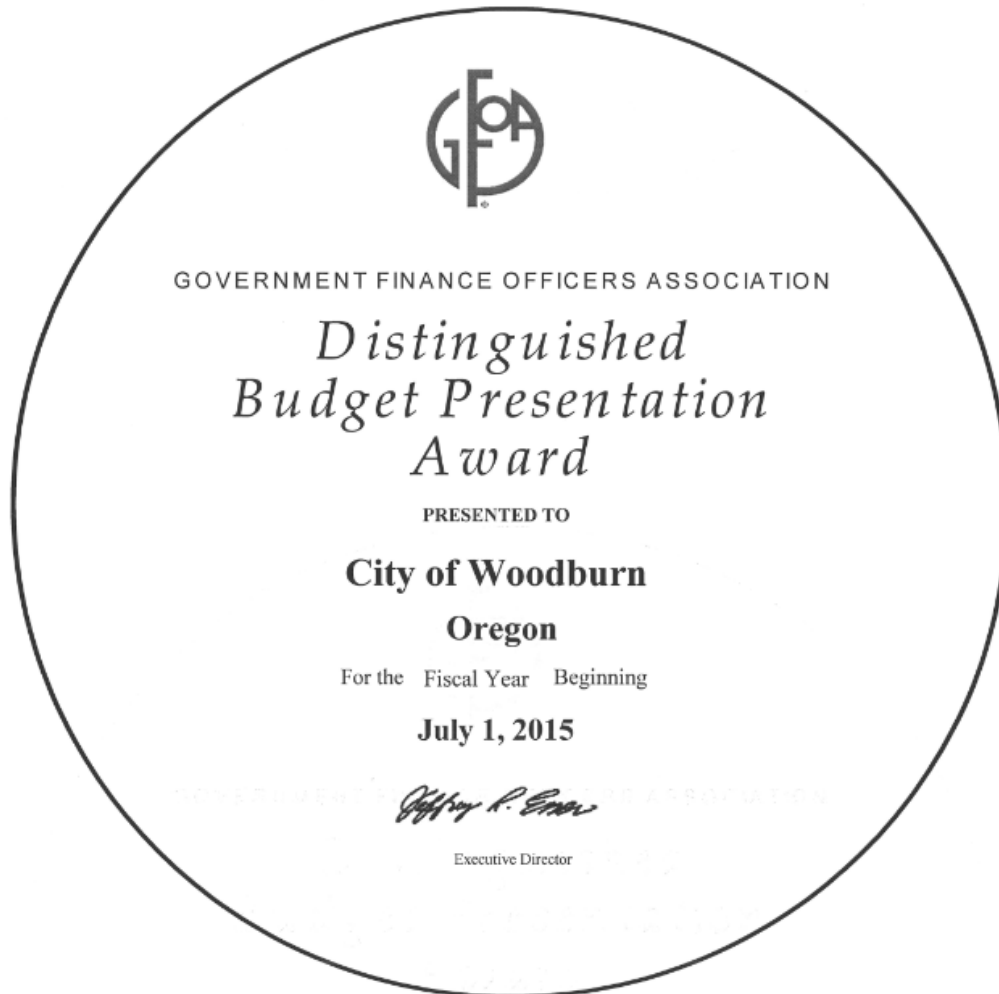 GFOA
GOVERNMENT FINANCE OFFICERS ASSOCIATION
Distinguished
Budget Presentation
Award
PRESENTED TO
City of Woodburn
Oregon
For the Fiscal Year Beginning
July 1, 2015
Jeffrey R. Ener
Executive Director